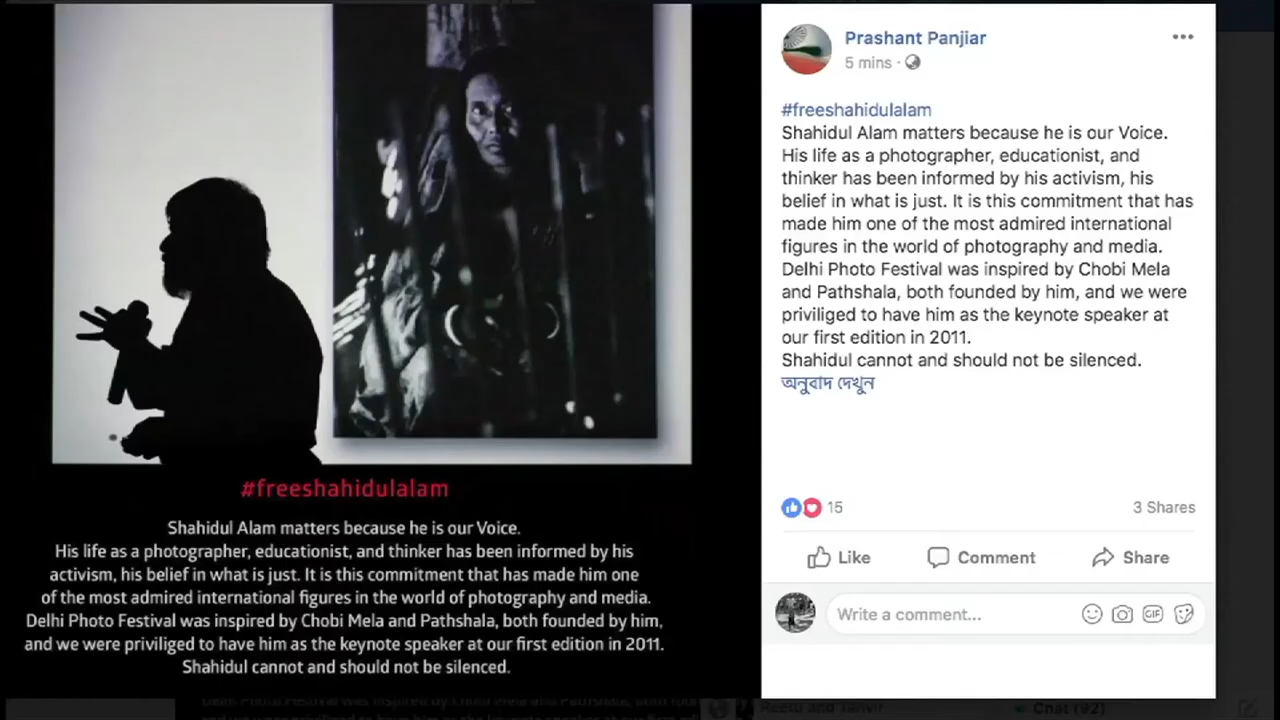 #freeshahidulalam
Shahidul Alam matters because he is our Voice.
His life as a photographer, educationist, and thinker has been informed by his
activism, his belief in what is just. It is this commitment that has made him one
of the most admired international figures in the world of photography and media.
Delhi Photo Festival was inspired by Chobi Mela and Pathshala, both founded by him,
and we were priviliged to have him as the keynote speaker at our first edition in 2011.
Shahidul cannot and should not be silenced.
Prashant Panjiar
5 mins ·
#freeshahidulalam
Shahidul Alam matters because he is our Voice.
His life as a photographer, educationist, and
thinker has been informed by his activism, his
belief in what is just. It is this commitment that has
made him one of the most admired international
figures in the world of photography and media.
Delhi Photo Festival was inspired by Chobi Mela
and Pathshala, both founded by him, and we were
priviliged to have him as the keynote speaker at
our first edition in 2011.
Shahidul cannot and should not be silenced.
অনুবাদ দেখুন
15 3 Shares
Like Comment Share
Write a comment... GIF
Reetu and Tanvir Chat (92)